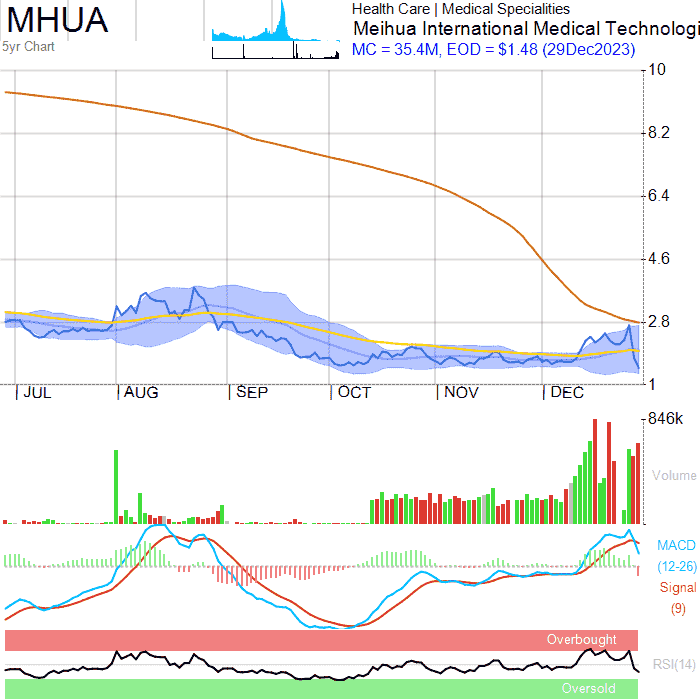 MHUA
5yr Chart
Health Care | Medical Specialities
Meihua International Medical Technologi
MC = 35.4M, EOD = $1.48 (29Dec2023)
10
8.2
6.4
4.6
2.8
1
JUL AUG SEP OCT NOV DEC
846k
Volume
MACD
(12-26)
Signal
(9)
Overbought
RSI(14)
Oversold